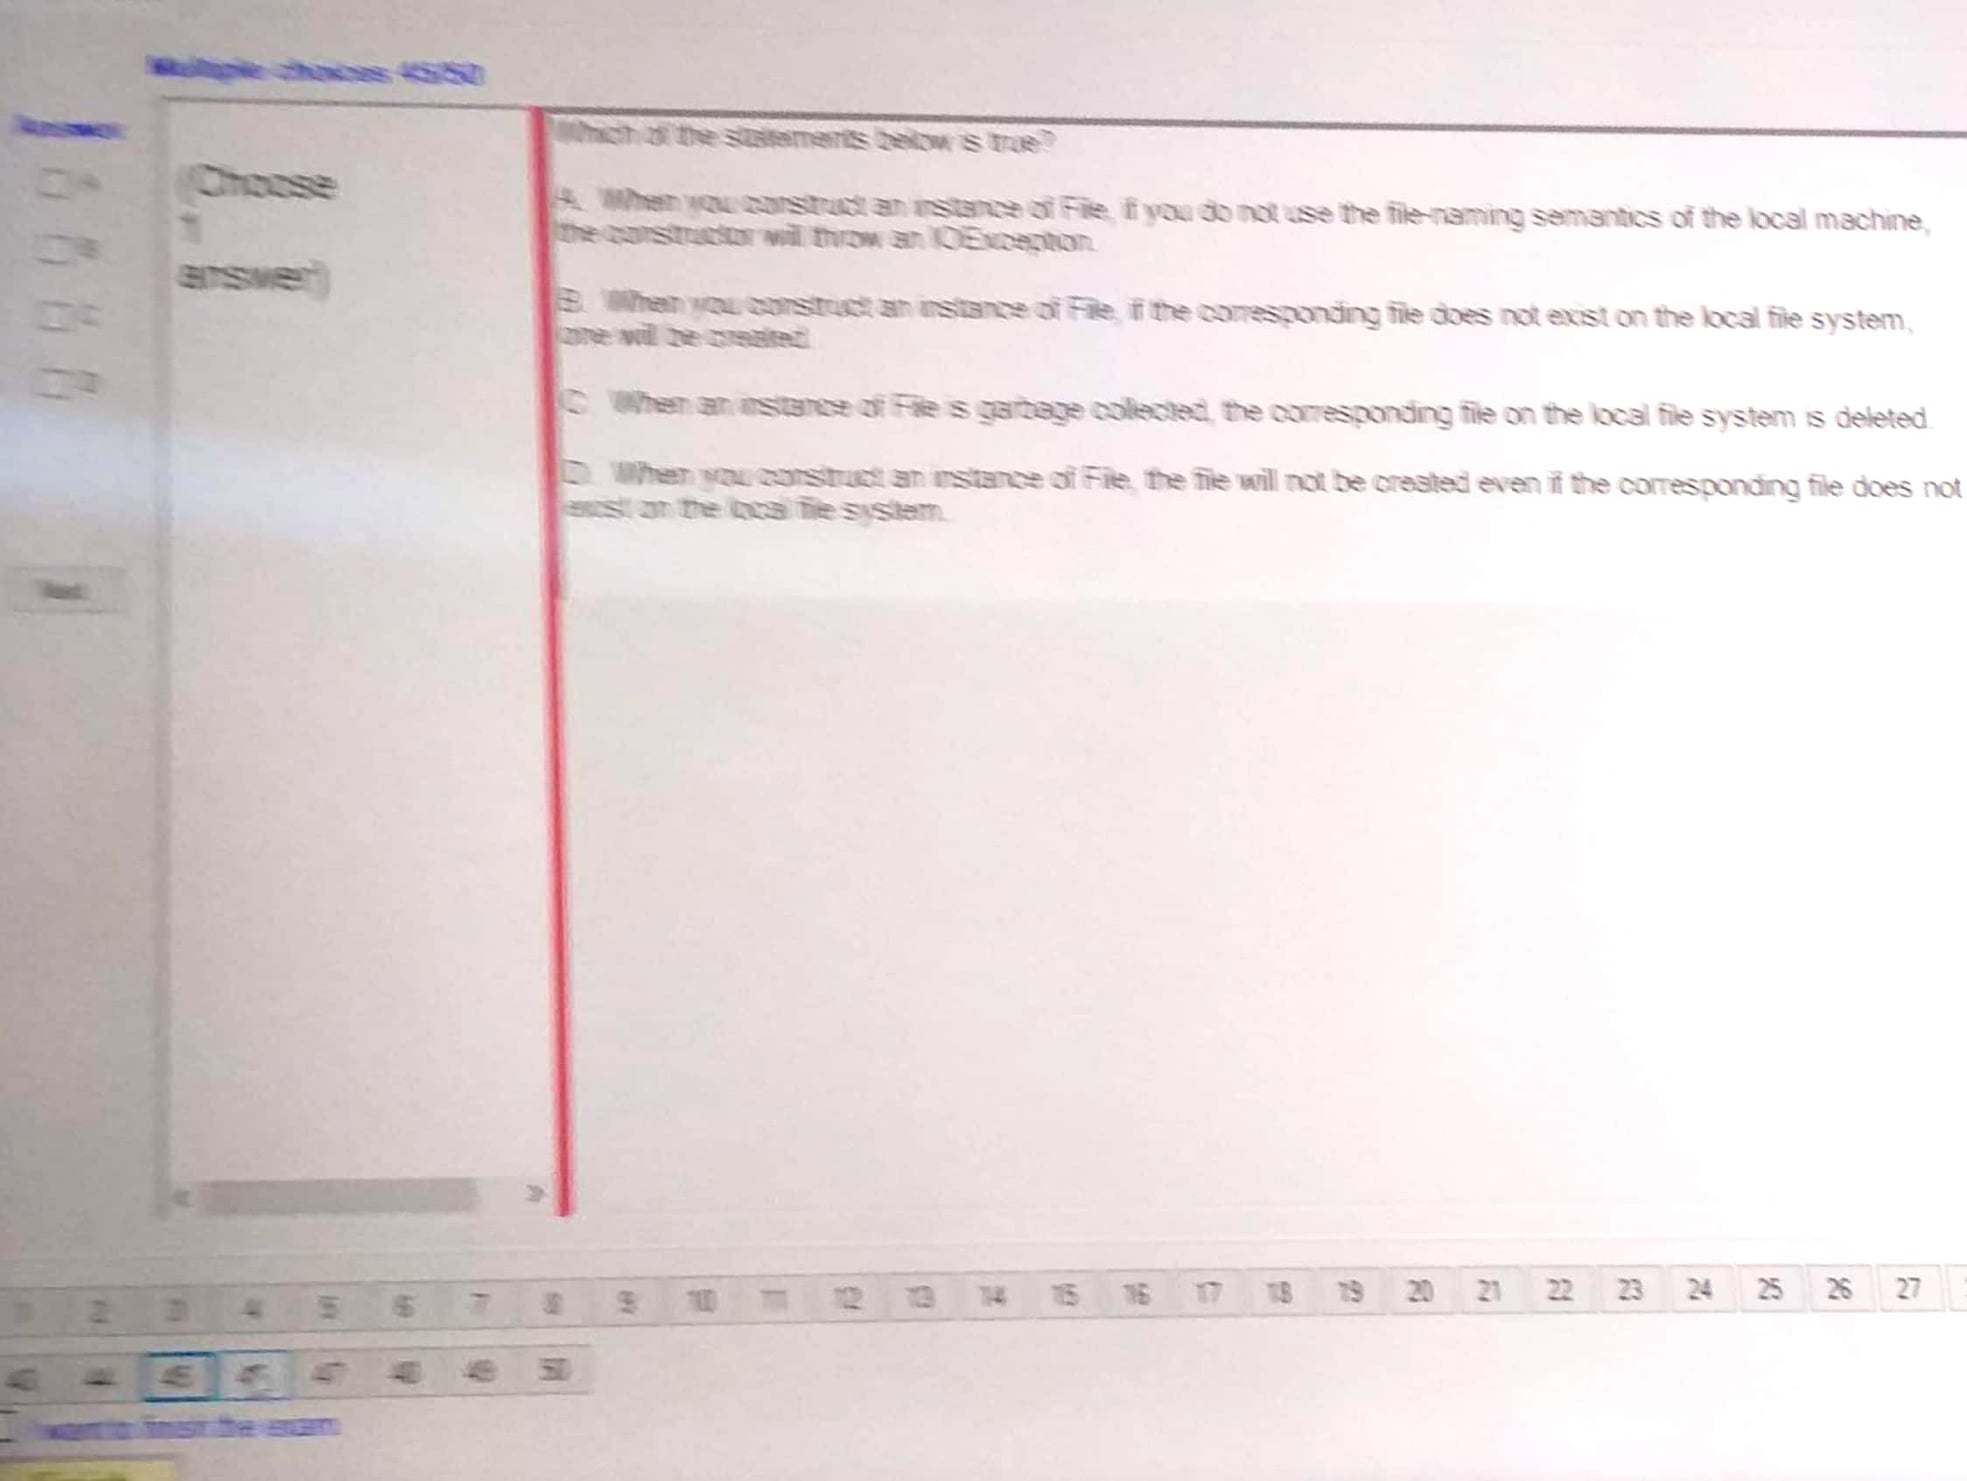 Multiple choices 45/50
Answer
(Choose
1
answer)
A
B
C
D
Next
Which of the statements below is true?
A. When you construct an instance of File, if you do not use the file-naming semantics of the local machine,
the constructor will throw an IOException.
B. When you construct an instance of File, if the corresponding file does not exist on the local file system,
one will be created.
C. When an instance of File is garbage collected, the corresponding file on the local file system is deleted.
D. When you construct an instance of File, the file will not be created even if the corresponding file does not
exist on the local file system.
1 2 3 4 5 6 7 8 9 10 11 12 13 14 15 16 17 18 19 20 21 22 23 24 25 26 27
43 44 45 46 47 48 49 50
I want to finish the exam